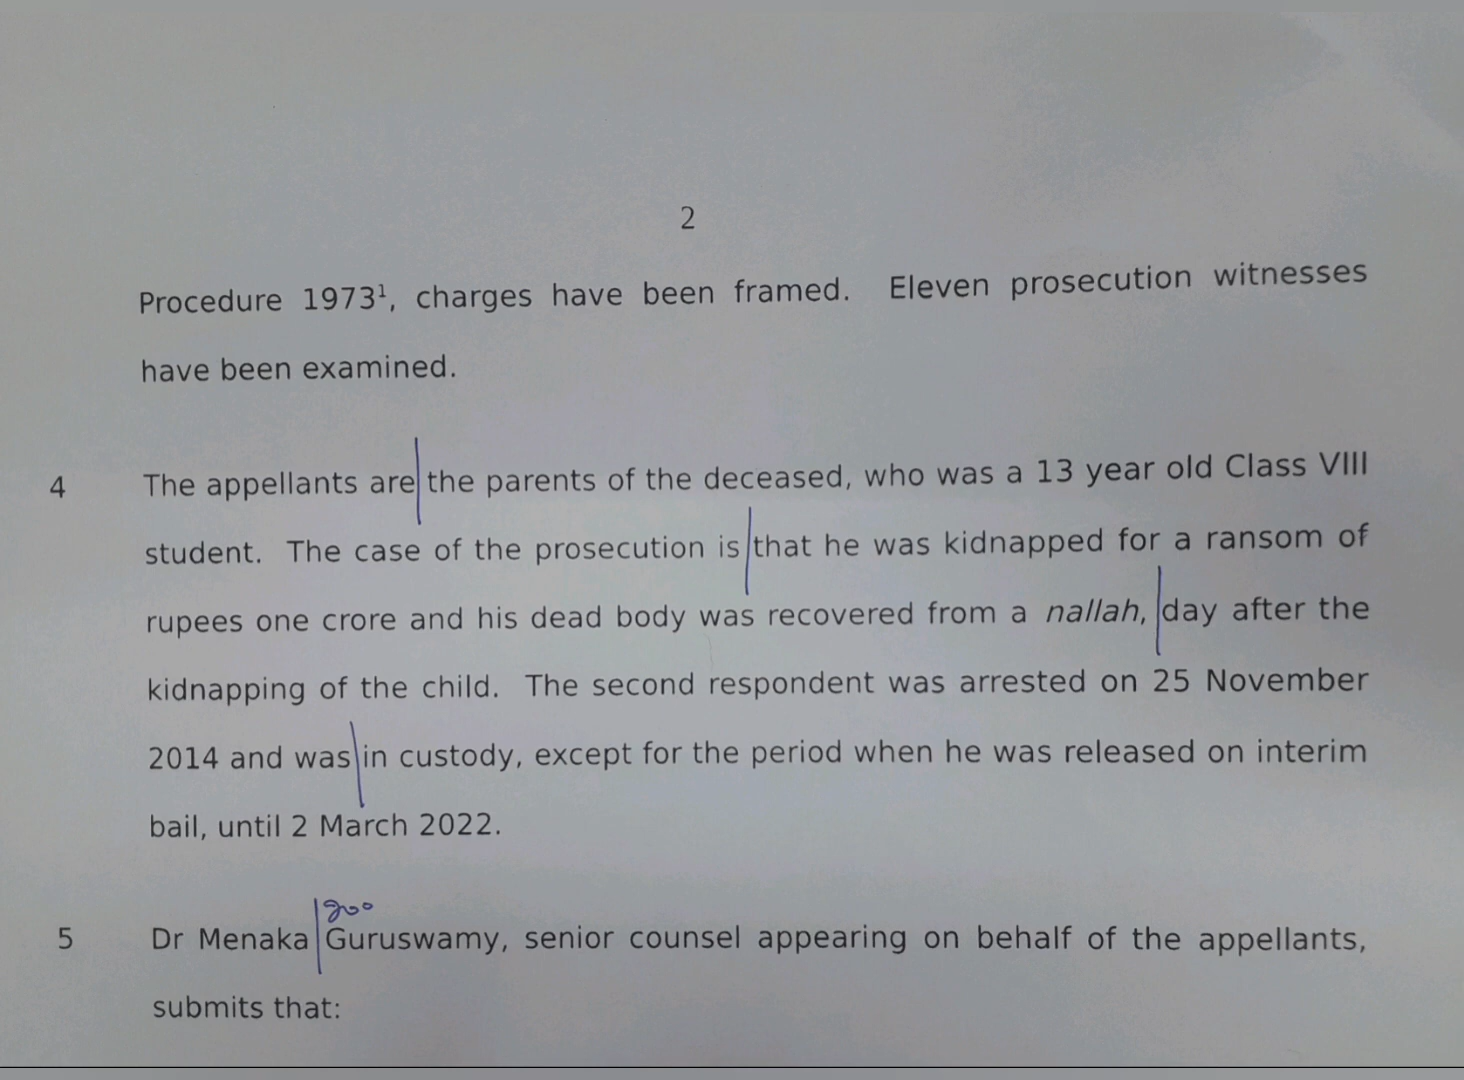 2
Procedure 1973¹, charges have been framed. Eleven prosecution witnesses
have been examined.
4 The appellants are the parents of the deceased, who was a 13 year old Class VIII
student. The case of the prosecution is that he was kidnapped for a ransom of
rupees one crore and his dead body was recovered from a nallah, day after the
kidnapping of the child. The second respondent was arrested on 25 November
2014 and was in custody, except for the period when he was released on interim
bail, until 2 March 2022.
200
5 Dr Menaka Guruswamy, senior counsel appearing on behalf of the appellants,
submits that: